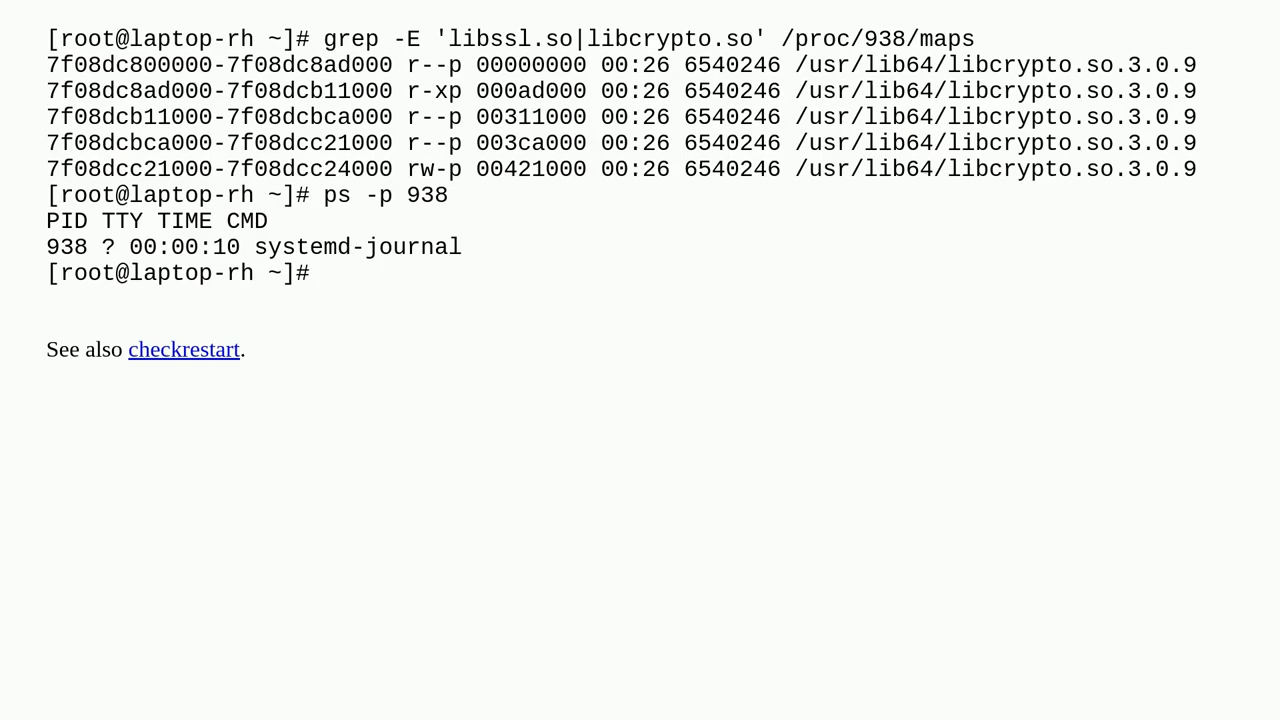 [root@laptop-rh ~]# grep -E 'libssl.so|libcrypto.so' /proc/938/maps
7f08dc800000-7f08dc8ad000 r--p 00000000 00:26 6540246 /usr/lib64/libcrypto.so.3.0.9
7f08dc8ad000-7f08dcb11000 r-xp 000ad000 00:26 6540246 /usr/lib64/libcrypto.so.3.0.9
7f08dcb11000-7f08dcbca000 r--p 00311000 00:26 6540246 /usr/lib64/libcrypto.so.3.0.9
7f08dcbca000-7f08dcc21000 r--p 003ca000 00:26 6540246 /usr/lib64/libcrypto.so.3.0.9
7f08dcc21000-7f08dcc24000 rw-p 00421000 00:26 6540246 /usr/lib64/libcrypto.so.3.0.9
[root@laptop-rh ~]# ps -p 938
PID TTY TIME CMD
938 ? 00:00:10 systemd-journal
[root@laptop-rh ~]#
See also checkrestart.